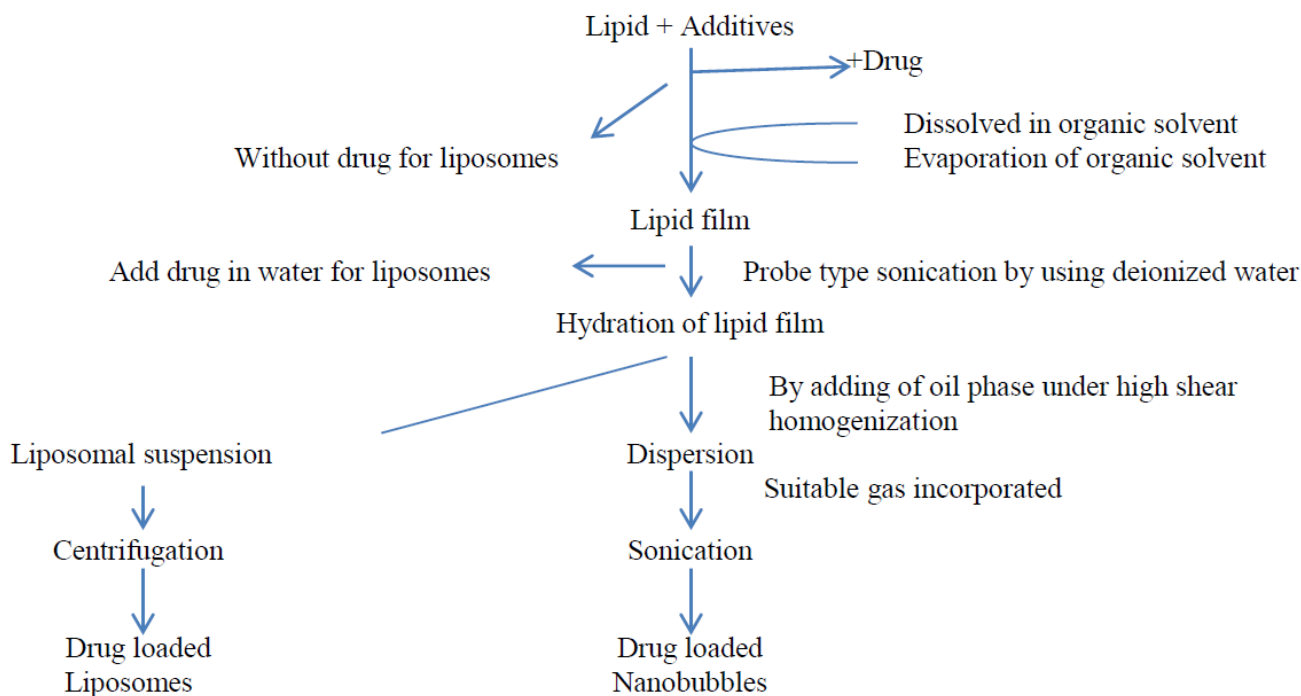 Lipid + Additives
+Drug
Dissolved in organic solvent
Without drug for liposomes
Evaporation of organic solvent
Lipid film
Add drug in water for liposomes
Probe type sonication by using deionized water
Hydration of lipid film
By adding of oil phase under high shear
homogenization
Liposomal suspension
Dispersion
Suitable gas incorporated
Centrifugation
Sonication
Drug loaded
Liposomes
Drug loaded
Nanobubbles